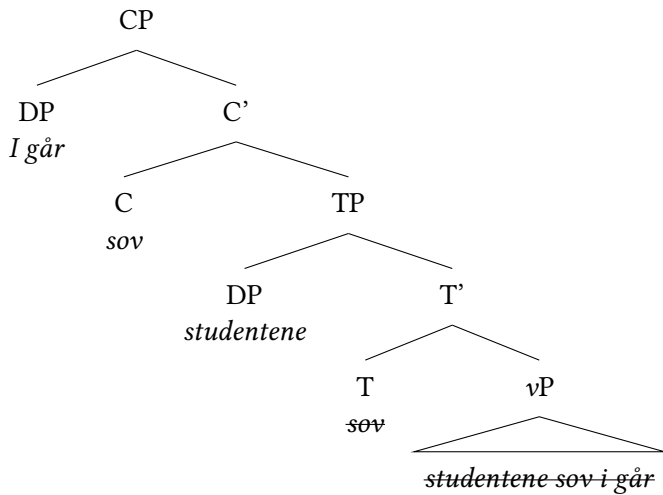 CP
DP C’
I går
C TP
sov
DP T’
studentene
T vP
sov
studentene sov i går